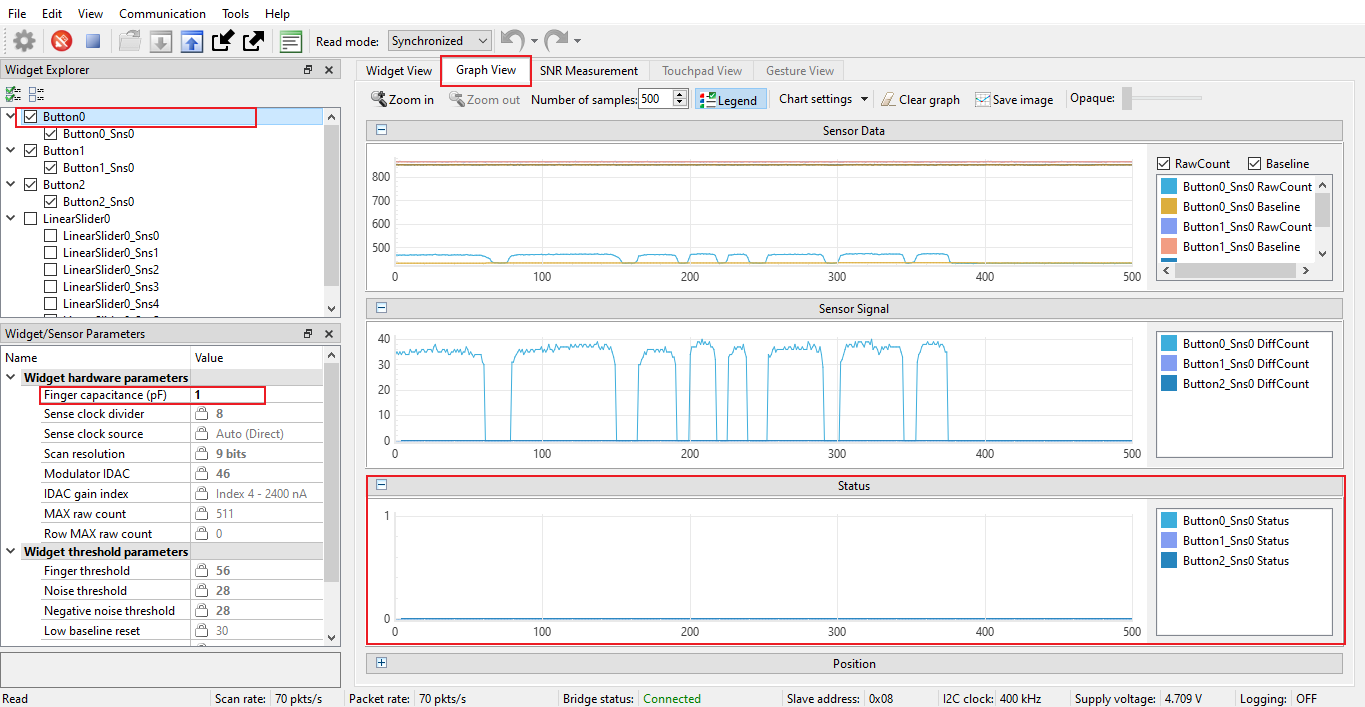 File Edit View Communication Tools Help
Read mode: Synchronized
Widget Explorer
Button0
Button0_Sns0
Button1
Button1_Sns0
Button2
Button2_Sns0
LinearSlider0
LinearSlider0_Sns0
LinearSlider0_Sns1
LinearSlider0_Sns2
LinearSlider0_Sns3
LinearSlider0_Sns4
Widget/Sensor Parameters
Name Value
Widget hardware parameters
Finger capacitance (pF) 1
Sense clock divider 8
Sense clock source Auto (Direct)
Scan resolution 9 bits
Modulator IDAC 46
IDAC gain index Index 4 - 2400 nA
MAX raw count 511
Row MAX raw count 0
Widget threshold parameters
Finger threshold 56
Noise threshold 28
Negative noise threshold 28
Low baseline reset 30
Widget View Graph View SNR Measurement Touchpad View Gesture View
Zoom in Zoom out Number of samples: 500 Legend Chart settings Clear graph Save image Opaque:
Sensor Data
800
700
600
500
0 100 200 300 400 500
RawCount Baseline
Button0_Sns0 RawCount
Button0_Sns0 Baseline
Button1_Sns0 RawCount
Button1_Sns0 Baseline
Sensor Signal
40
30
20
10
0
0 100 200 300 400 500
Button0_Sns0 DiffCount
Button1_Sns0 DiffCount
Button2_Sns0 DiffCount
Status
1
0
0 100 200 300 400 500
Button0_Sns0 Status
Button1_Sns0 Status
Button2_Sns0 Status
Position
Read Scan rate: 70 pkts/s Packet rate: 70 pkts/s Bridge status: Connected Slave address: 0x08 I2C clock: 400 kHz Supply voltage: 4.709 V Logging: OFF